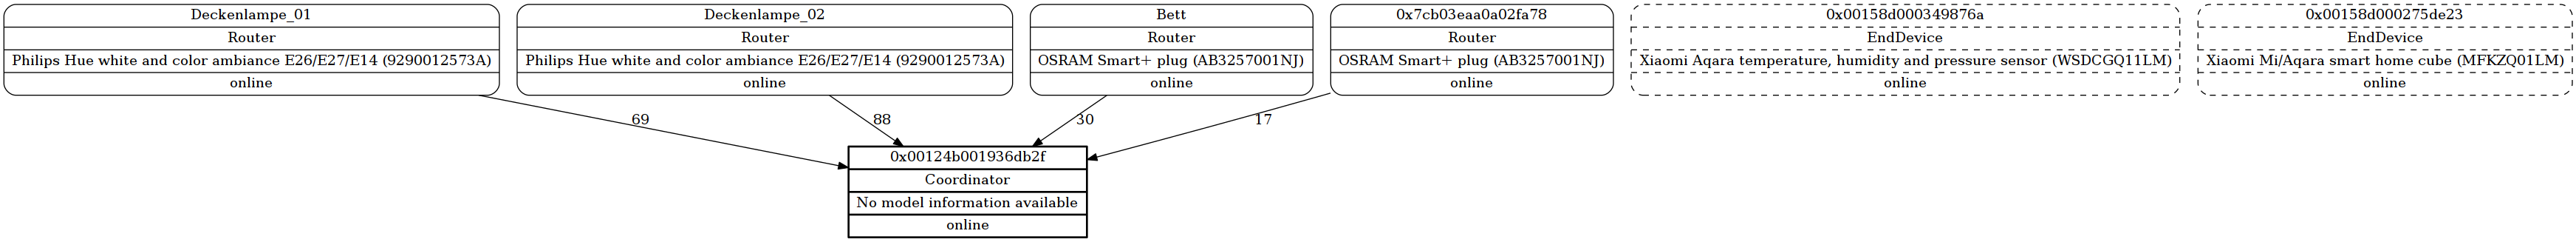 Deckenlampe_01
Router
Philips Hue white and color ambiance E26/E27/E14 (9290012573A)
online
Deckenlampe_02
Router
Philips Hue white and color ambiance E26/E27/E14 (9290012573A)
online
Bett
Router
OSRAM Smart+ plug (AB3257001NJ)
online
0x7cb03eaa0a02fa78
Router
OSRAM Smart+ plug (AB3257001NJ)
online
0x00158d000349876a
EndDevice
Xiaomi Aqara temperature, humidity and pressure sensor (WSDCGQ11LM)
online
0x00158d000275de23
EndDevice
Xiaomi Mi/Aqara smart home cube (MFKZQ01LM)
online
69
88
30
17
0x00124b001936db2f
Coordinator
No model information available
online